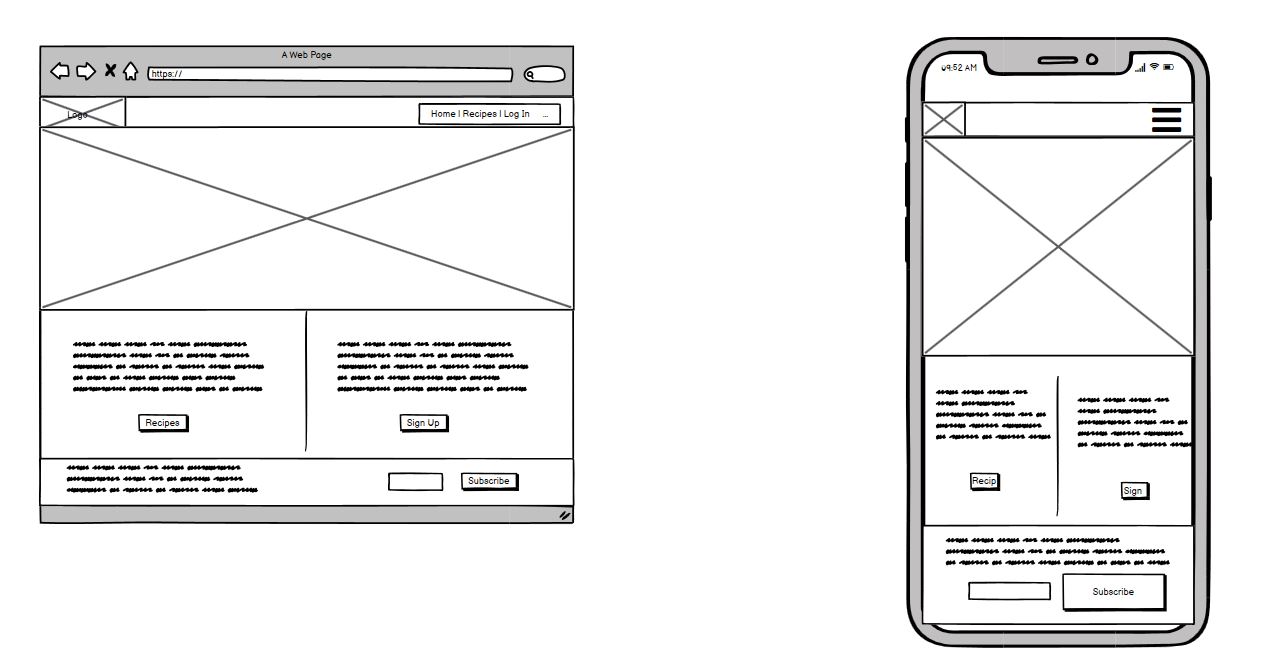 A Web Page
https://
Logo
Home | Recipes | Log In ...
Recipes
Sign Up
Subscribe
09:52 AM
Recip
Sign
Subscribe